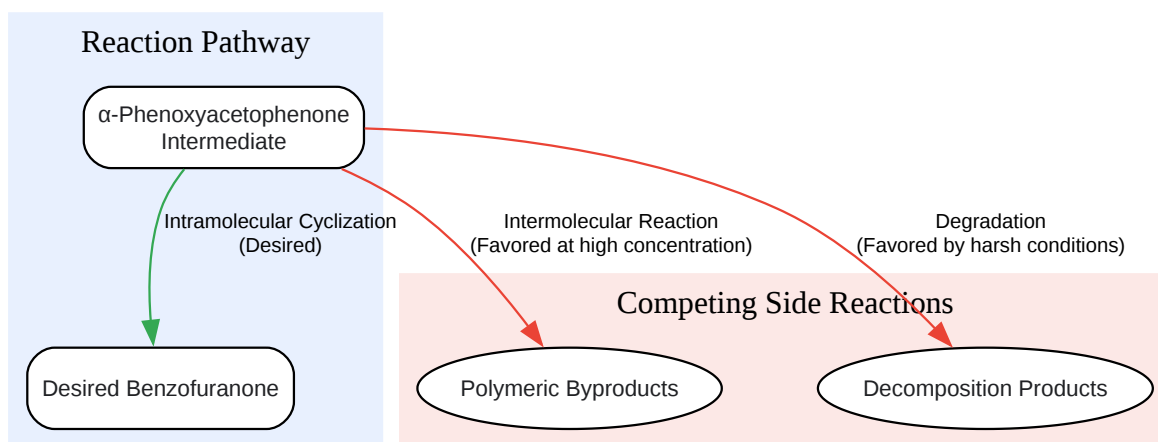 Reaction Pathway
α-Phenoxyacetophenone
Intermediate
Intramolecular Cyclization
(Desired)
Intermolecular Reaction
(Favored at high concentration)
Degradation
(Favored by harsh conditions)
Competing Side Reactions
Desired Benzofuranone
Polymeric Byproducts
Decomposition Products